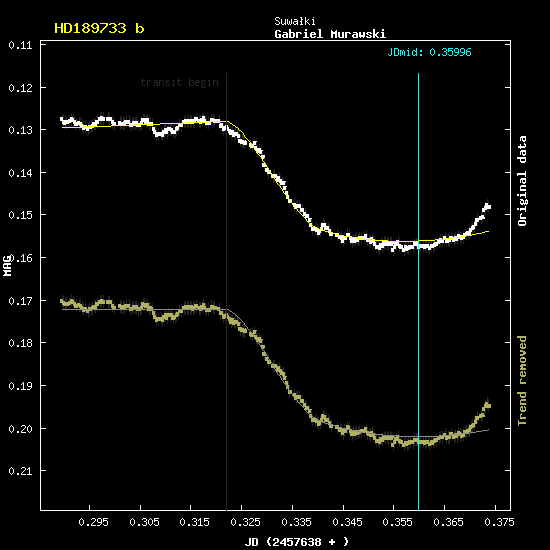 Suwałki
HD189733 b
Gabriel Murawski
JDmid: 0.35996
transit begin
0.11
0.12
0.13
0.14
0.15
0.16
0.17
0.18
0.19
0.20
0.21
MAG
Original data
Trend removed
0.295 0.305 0.315 0.325 0.335 0.345 0.355 0.365 0.375
JD (2457638 + )